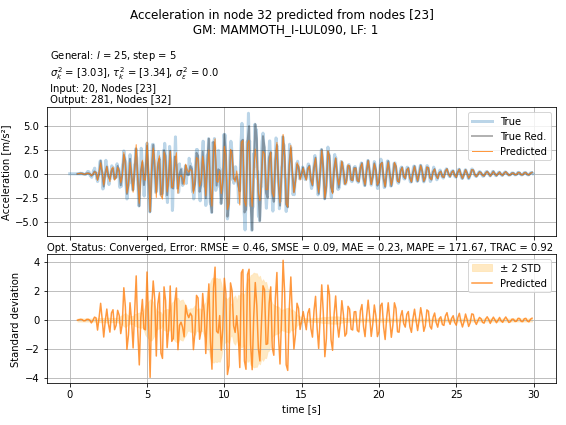 Acceleration in node 32 predicted from nodes [23]
GM: MAMMOTH_I-LUL090, LF: 1
General: l = 25, step = 5
σ²ₖ = [3.03], τ²ₖ = [3.34], σ²ε = 0.0
Input: 20, Nodes [23]
Output: 281, Nodes [32]
Acceleration [m/s²]
5.0
2.5
0.0
−2.5
−5.0
True
True Red.
Predicted
Opt. Status: Converged, Error: RMSE = 0.46, SMSE = 0.09, MAE = 0.23, MAPE = 171.67, TRAC = 0.92
Standard deviation
4
2
0
−2
−4
± 2 STD
Predicted
0 5 10 15 20 25 30
time [s]